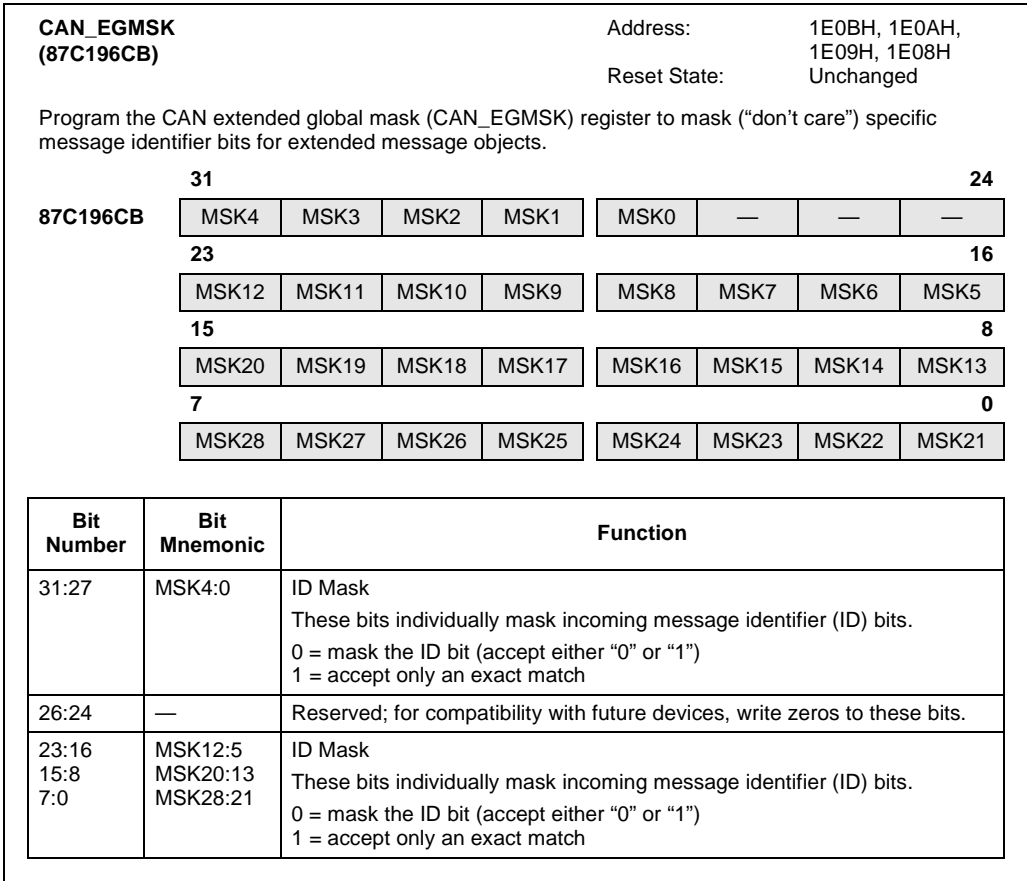 CAN_EGMSK Address: 1E0BH, 1E0AH,
(87C196CB) 1E09H, 1E08H
Reset State: Unchanged
Program the CAN extended global mask (CAN_EGMSK) register to mask (“don’t care”) specific
message identifier bits for extended message objects.
31 24
87C196CB MSK4 MSK3 MSK2 MSK1 MSK0 — — —
23 16
MSK12 MSK11 MSK10 MSK9 MSK8 MSK7 MSK6 MSK5
15 8
MSK20 MSK19 MSK18 MSK17 MSK16 MSK15 MSK14 MSK13
7 0
MSK28 MSK27 MSK26 MSK25 MSK24 MSK23 MSK22 MSK21
Bit Number Bit Mnemonic Function
31:27 MSK4:0 ID Mask
These bits individually mask incoming message identifier (ID) bits.
0 = mask the ID bit (accept either “0” or “1”)
1 = accept only an exact match
26:24 — Reserved; for compatibility with future devices, write zeros to these bits.
23:16 MSK12:5 ID Mask
15:8 MSK20:13 These bits individually mask incoming message identifier (ID) bits.
7:0 MSK28:21
0 = mask the ID bit (accept either “0” or “1”)
1 = accept only an exact match